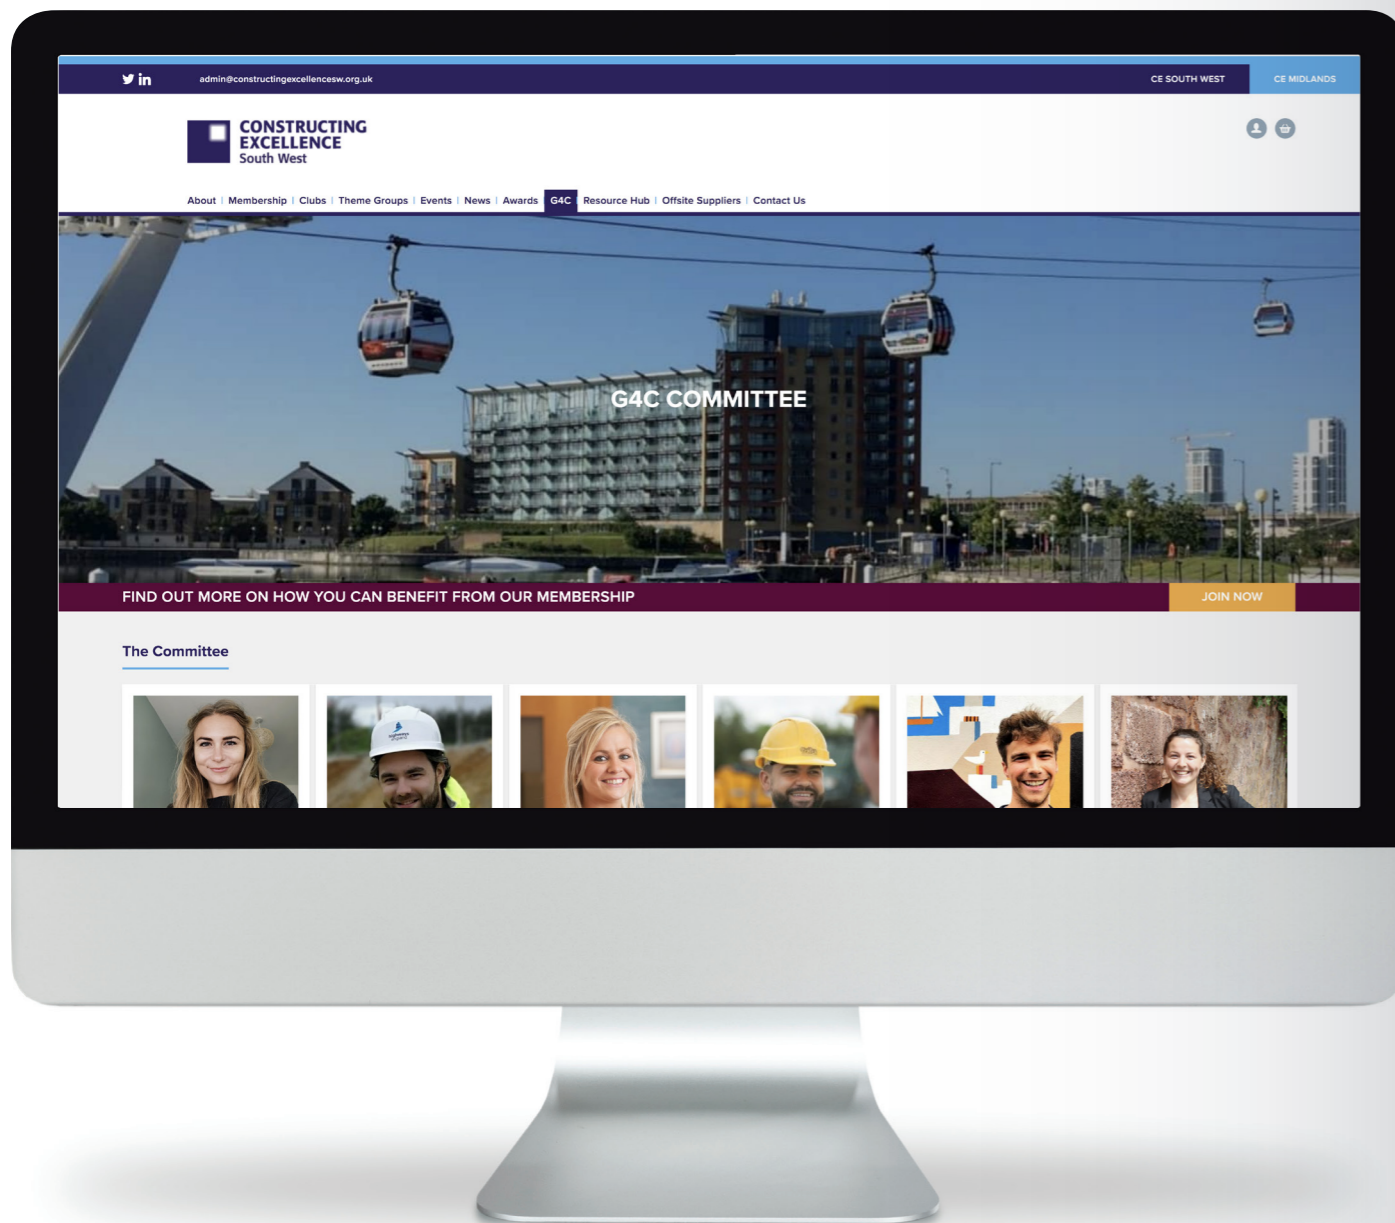 admin@constructingexcellencesw.org.uk
CE SOUTH WEST
CE MIDLANDS
CONSTRUCTING
EXCELLENCE
South West
About | Membership | Clubs | Theme Groups | Events | News | Awards | G4C | Resource Hub | Offsite Suppliers | Contact Us
G4C COMMITTEE
FIND OUT MORE ON HOW YOU CAN BENEFIT FROM OUR MEMBERSHIP
JOIN NOW
The Committee
highways
england